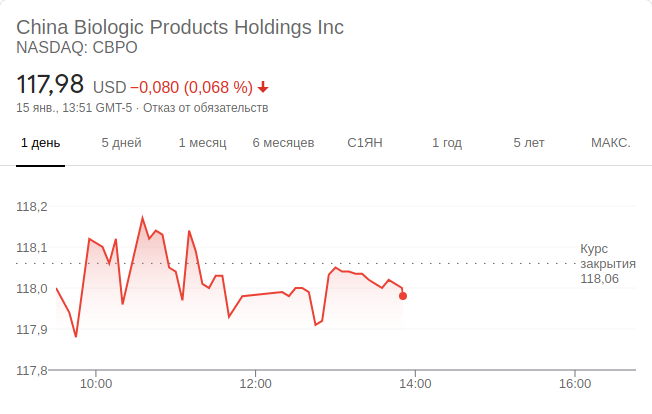 China Biologic Products Holdings Inc
NASDAQ: CBPO
117,98 USD −0,080 (0,068 %)
15 янв., 13:51 GMT-5 · Отказ от обязательств
1 день 5 дней 1 месяц 6 месяцев С1ЯН 1 год 5 лет МАКС.
118,2
118,1
Курс
закрытия
118,06
118,0
117,9
117,8
10:00 12:00 14:00 16:00